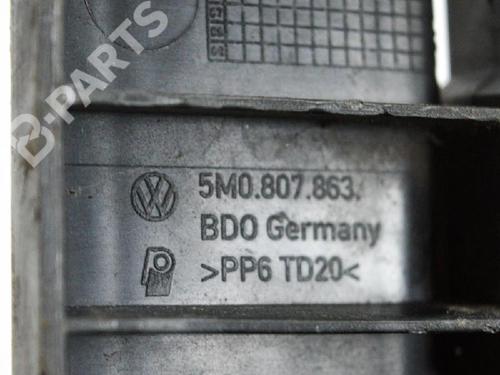 B-PARTS
5M0.807.863.
BDO Germany
>PP6 TD20<